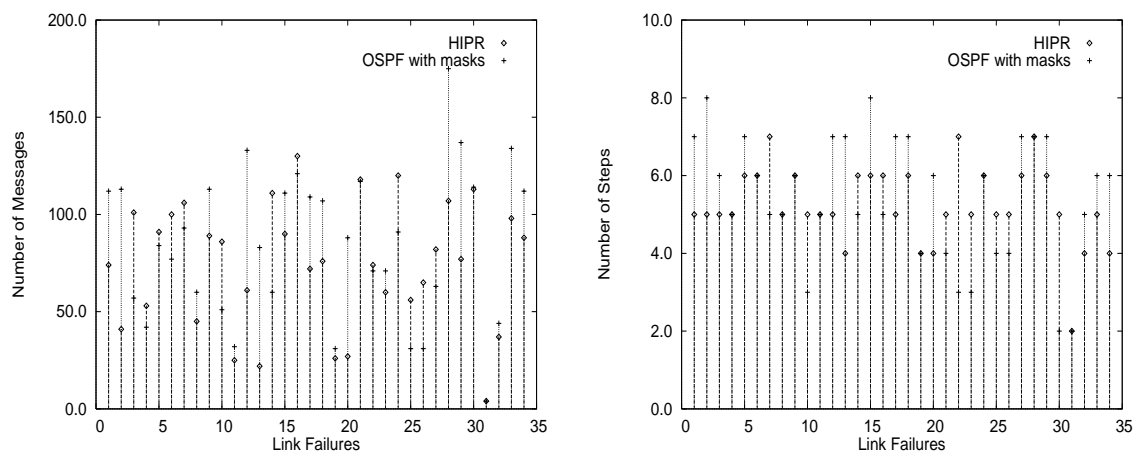 200.0
150.0
100.0
50.0
0.0
Number of Messages
HIPR
OSPF with masks
0 5 10 15 20 25 30 35
Link Failures
10.0
8.0
6.0
4.0
2.0
0.0
Number of Steps
HIPR
OSPF with masks
0 5 10 15 20 25 30 35
Link Failures